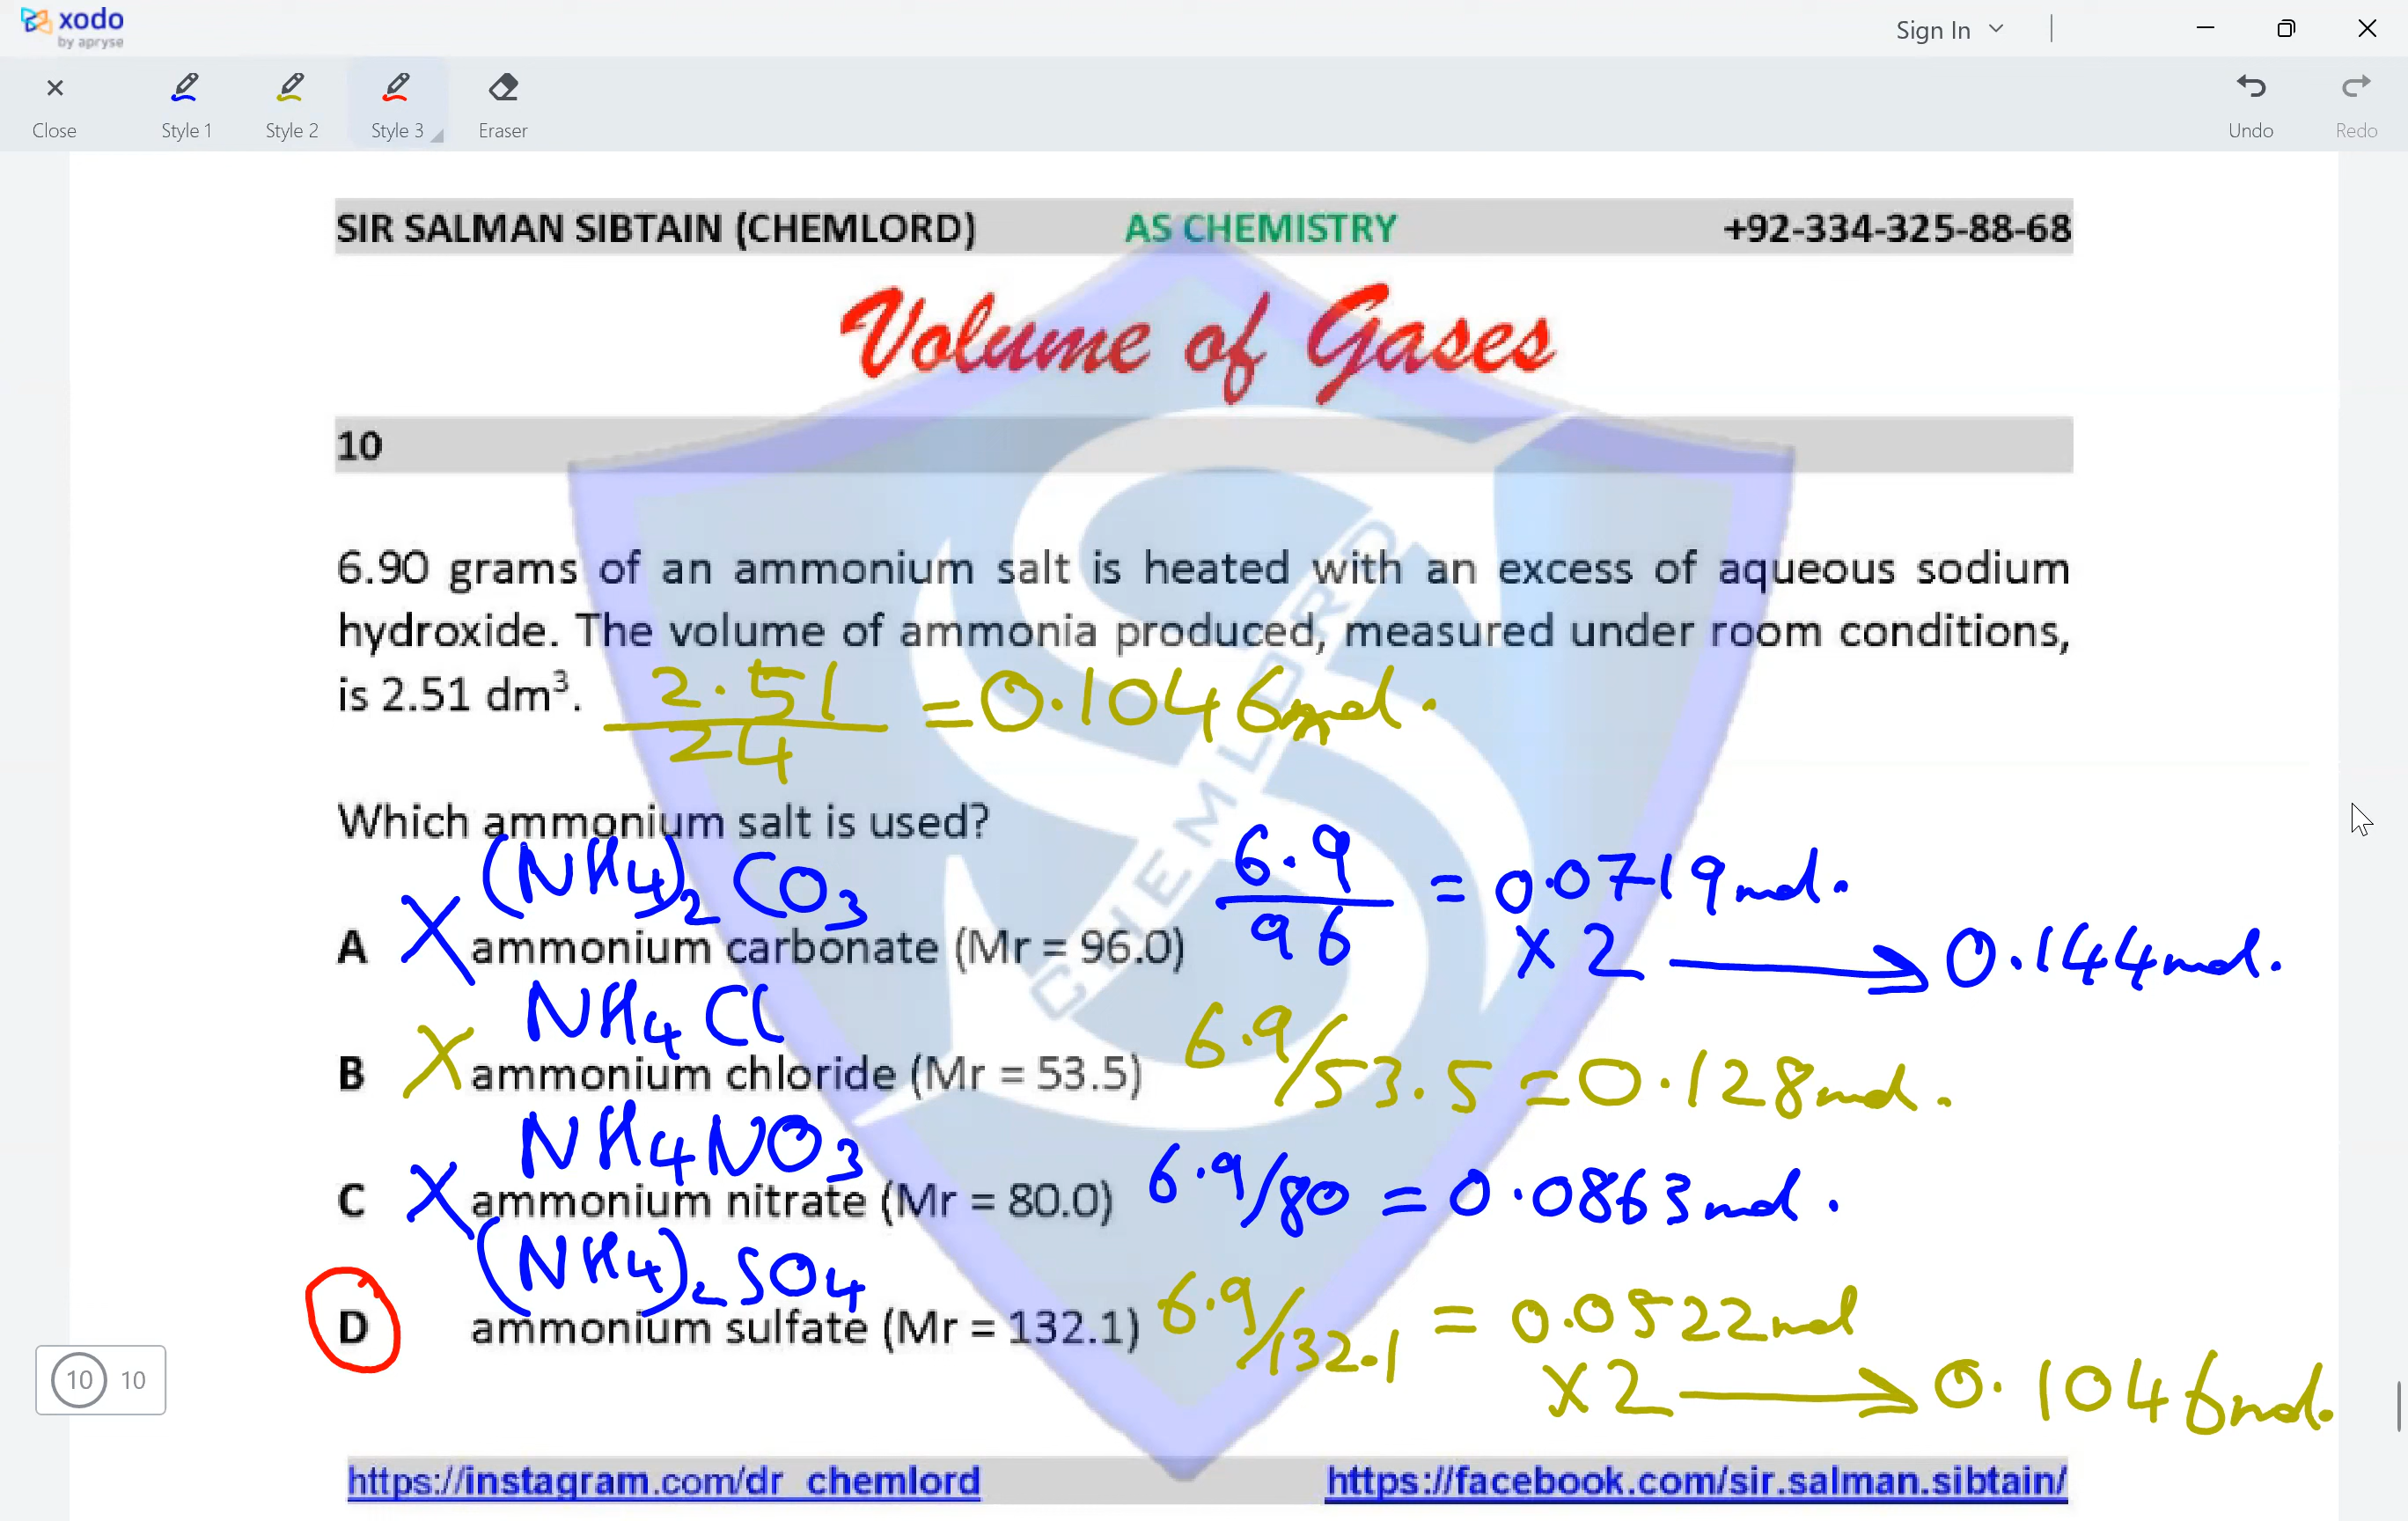 xodo
by apryse
Sign In
Close
Style 1
Style 2
Style 3
Eraser
Undo
Redo
SIR SALMAN SIBTAIN (CHEMLORD) AS CHEMISTRY +92-334-325-88-68
Volume of Gases
10
6.90 grams of an ammonium salt is heated with an excess of aqueous sodium
hydroxide. The volume of ammonia produced, measured under room conditions,
is 2.51 dm³. 2.51/24 = 0.1046 mol.
Which ammonium salt is used?
(NH4)2 CO3 6.9/96 = 0.0719 mol.
A X ammonium carbonate (Mr = 96.0) X 2 → 0.144 mol.
NH4 Cl
B X ammonium chloride (Mr = 53.5) 6.9/53.5 = 0.128 mol.
NH4NO3
C X ammonium nitrate (Mr = 80.0) 6.9/80 = 0.0863 mol.
(NH4)2 SO4
D ammonium sulfate (Mr = 132.1) 6.9/132.1 = 0.0522 mol
X2 → 0.1046 mol.
10 10
https://instagram.com/dr_chemlord https://facebook.com/sir.salman.sibtain/
CHEMLORD